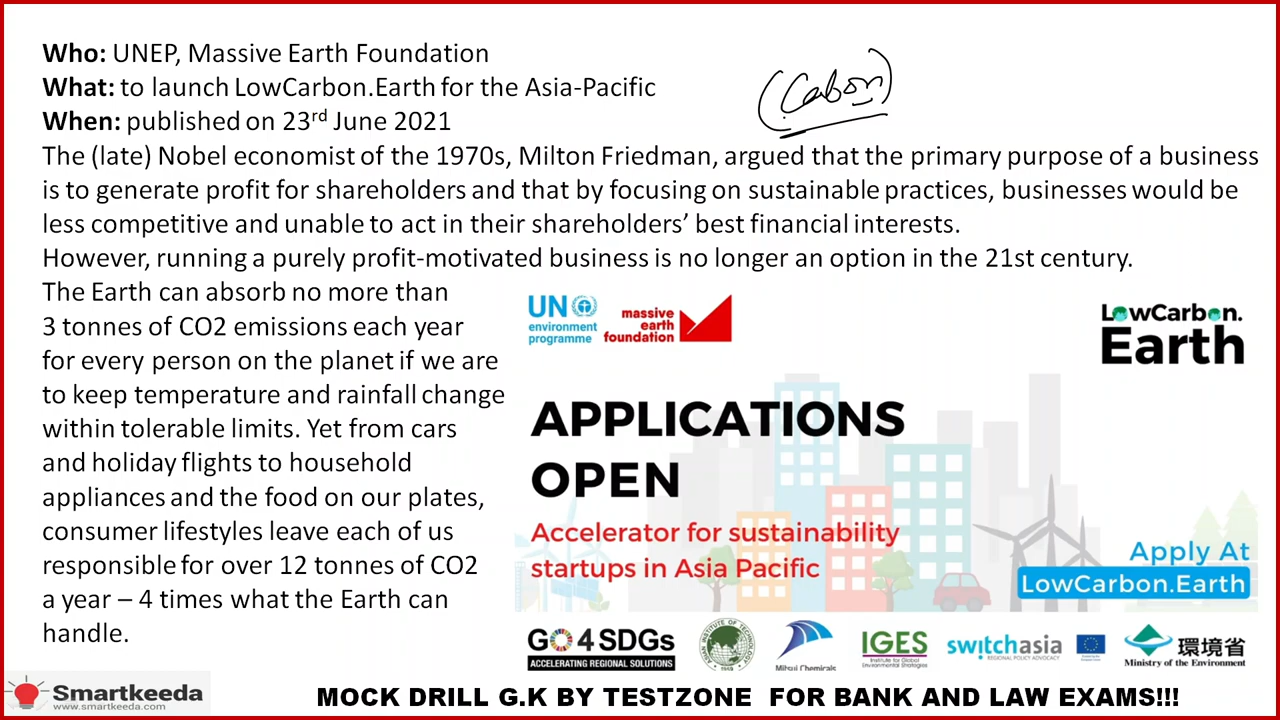 Who: UNEP, Massive Earth Foundation
What: to launch LowCarbon.Earth for the Asia-Pacific
When: published on 23rd June 2021
(Carbon)
The (late) Nobel economist of the 1970s, Milton Friedman, argued that the primary purpose of a business
is to generate profit for shareholders and that by focusing on sustainable practices, businesses would be
less competitive and unable to act in their shareholders’ best financial interests.
However, running a purely profit-motivated business is no longer an option in the 21st century.
The Earth can absorb no more than
3 tonnes of CO2 emissions each year
for every person on the planet if we are
to keep temperature and rainfall change
within tolerable limits. Yet from cars
and holiday flights to household
appliances and the food on our plates,
consumer lifestyles leave each of us
responsible for over 12 tonnes of CO2
a year – 4 times what the Earth can
handle.
UN
environment
programme
massive
earth
foundation
LowCarbon.
Earth
APPLICATIONS
OPEN
Accelerator for sustainability
startups in Asia Pacific
Apply At
LowCarbon.Earth
GO4SDGs
ACCELERATING REGIONAL SOLUTIONS
Mitsui Chemicals
IGES
Institute for Global
Environmental Strategies
switchasia
REGIONAL POLICY ADVOCACY
環境省
Ministry of the Environment
Smartkeeda
www.smartkeeda.com
MOCK DRILL G.K BY TESTZONE FOR BANK AND LAW EXAMS!!!